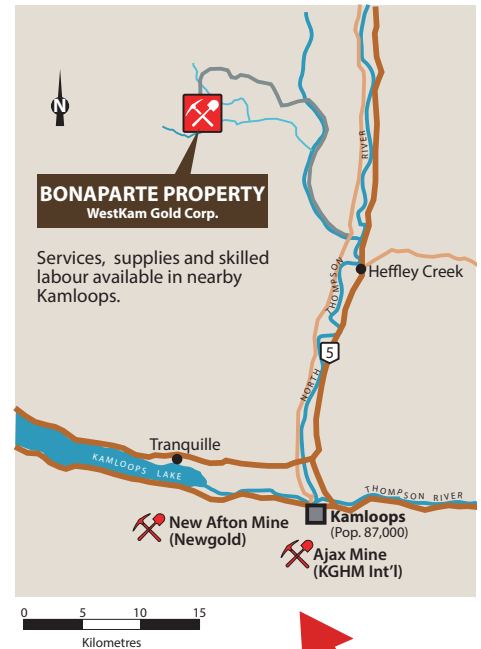 N
BONAPARTE PROPERTY
WestKam Gold Corp.
Services, supplies and skilled
labour available in nearby
Kamloops.
RIVER
THOMPSON
NORTH
Heffley Creek
5
Tranquille
KAMLOOPS LAKE
THOMPSON RIVER
New Afton Mine
(Newgold)
Kamloops
(Pop. 87,000)
Ajax Mine
(KGHM Int'l)
0 5 10 15
Kilometres